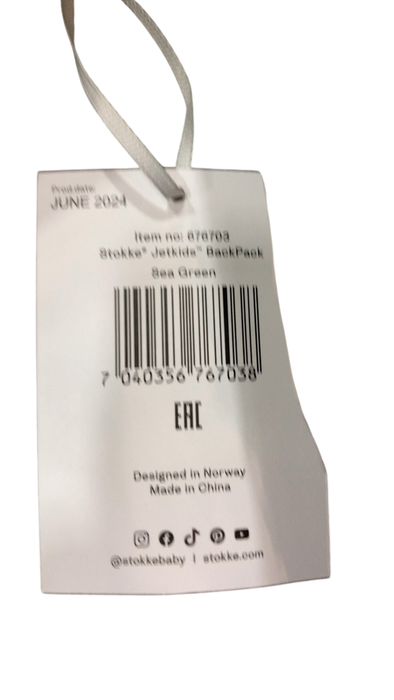 Prod.date:
JUNE 2024
Item no: 676703
Stokke® Jetkids™ BackPack
Sea Green
7 040356 767038
EAC
Designed in Norway
Made in China
@stokkebaby | stokke.com